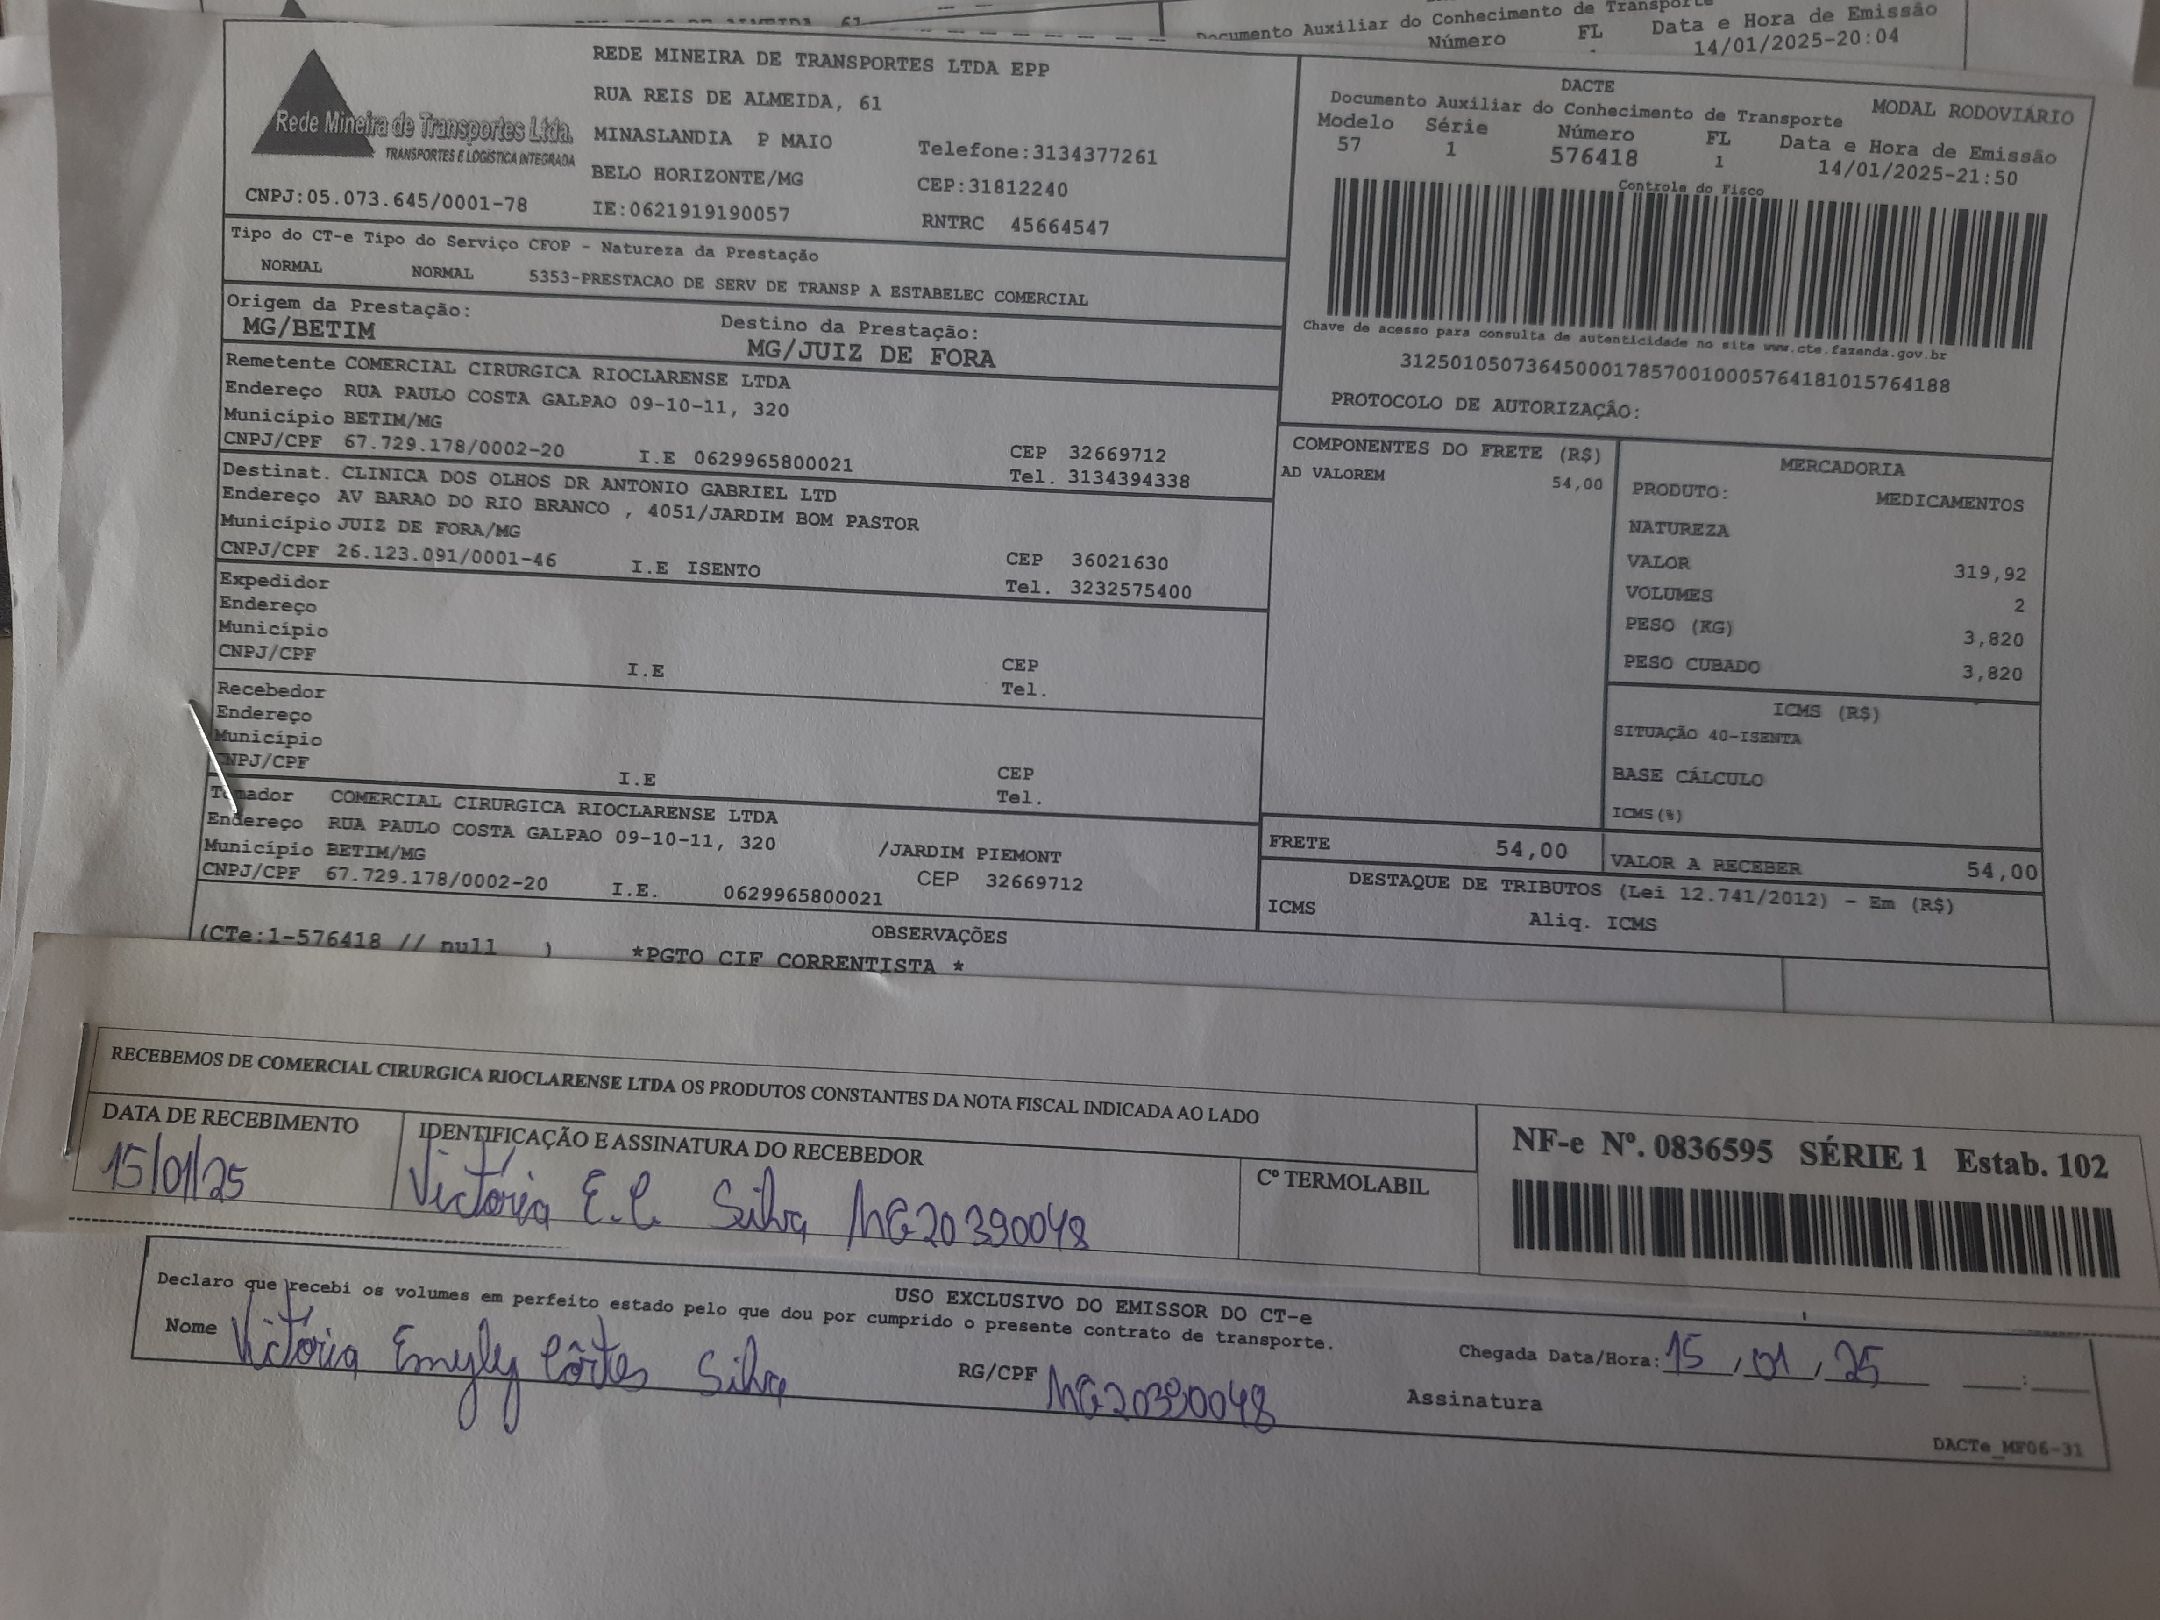 Documento Auxiliar do Conhecimento de Transporte
Número FL Data e Hora de Emissão
14/01/2025-20:04
Rede Mineira de Transportes Ltda.
TRANSPORTES E LOGÍSTICA INTEGRADA
CNPJ:05.073.645/0001-78
REDE MINEIRA DE TRANSPORTES LTDA EPP
RUA REIS DE ALMEIDA, 61
MINASLANDIA P MAIO Telefone:3134377261
BELO HORIZONTE/MG CEP:31812240
IE:0621919190057 RNTRC 45664547
DACTE
Documento Auxiliar do Conhecimento de Transporte MODAL RODOVIÁRIO
Modelo Série Número FL Data e Hora de Emissão
57 1 576418 1 14/01/2025-21:50
Controle do Fisco
Chave de acesso para consulta de autenticidade no site www.cte.fazenda.gov.br
31250105073645000178570010005764181015764188
PROTOCOLO DE AUTORIZAÇÃO:
Tipo do CT-e Tipo do Serviço CFOP - Natureza da Prestação
NORMAL NORMAL 5353-PRESTACAO DE SERV DE TRANSP A ESTABELEC COMERCIAL
Origem da Prestação: Destino da Prestação:
MG/BETIM MG/JUIZ DE FORA
Remetente COMERCIAL CIRURGICA RIOCLARENSE LTDA
Endereço RUA PAULO COSTA GALPAO 09-10-11, 320
Município BETIM/MG CEP 32669712
CNPJ/CPF 67.729.178/0002-20 I.E 0629965800021 Tel. 3134394338
Destinat. CLINICA DOS OLHOS DR ANTONIO GABRIEL LTD
Endereço AV BARAO DO RIO BRANCO , 4051/JARDIM BOM PASTOR
Município JUIZ DE FORA/MG CEP 36021630
CNPJ/CPF 26.123.091/0001-46 I.E ISENTO Tel. 3232575400
Expedidor
Endereço
Município CEP
CNPJ/CPF I.E Tel.
Recebedor
Endereço
Município CEP
CNPJ/CPF I.E Tel.
Tomador COMERCIAL CIRURGICA RIOCLARENSE LTDA
Endereço RUA PAULO COSTA GALPAO 09-10-11, 320 /JARDIM PIEMONT
Município BETIM/MG CEP 32669712
CNPJ/CPF 67.729.178/0002-20 I.E. 0629965800021
COMPONENTES DO FRETE (R$)
AD VALOREM 54,00
MERCADORIA
PRODUTO: MEDICAMENTOS
NATUREZA
VALOR 319,92
VOLUMES 2
PESO (KG) 3,820
PESO CUBADO 3,820
ICMS (R$)
SITUAÇÃO 40-ISENTA
BASE CÁLCULO
ICMS(%)
FRETE 54,00 VALOR A RECEBER 54,00
DESTAQUE DE TRIBUTOS (Lei 12.741/2012) - Em (R$)
ICMS Aliq. ICMS
OBSERVAÇÕES
(CTe:1-576418 // null ) *PGTO CIF CORRENTISTA *
RECEBEMOS DE COMERCIAL CIRURGICA RIOCLARENSE LTDA OS PRODUTOS CONSTANTES DA NOTA FISCAL INDICADA AO LADO
DATA DE RECEBIMENTO
15/01/25
IDENTIFICAÇÃO E ASSINATURA DO RECEBEDOR
Victória E.C. Silva MG20390048
Cº TERMOLABIL
NF-e Nº. 0836595 SÉRIE 1 Estab. 102
USO EXCLUSIVO DO EMISSOR DO CT-e
Declaro que recebi os volumes em perfeito estado pelo que dou por cumprido o presente contrato de transporte.
Nome Victória Emyly Côrtes Silva RG/CPF MG20390048
Chegada Data/Hora: 15, 01, 25 :
Assinatura
DACTe_MF06-31